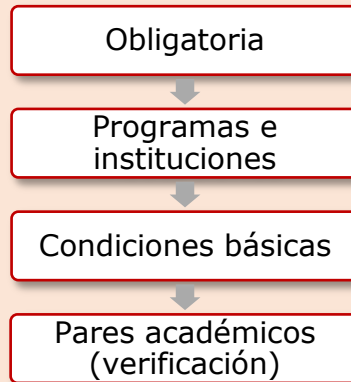 Obligatoria
Programas e
instituciones
Condiciones básicas
Pares académicos
(verificación)